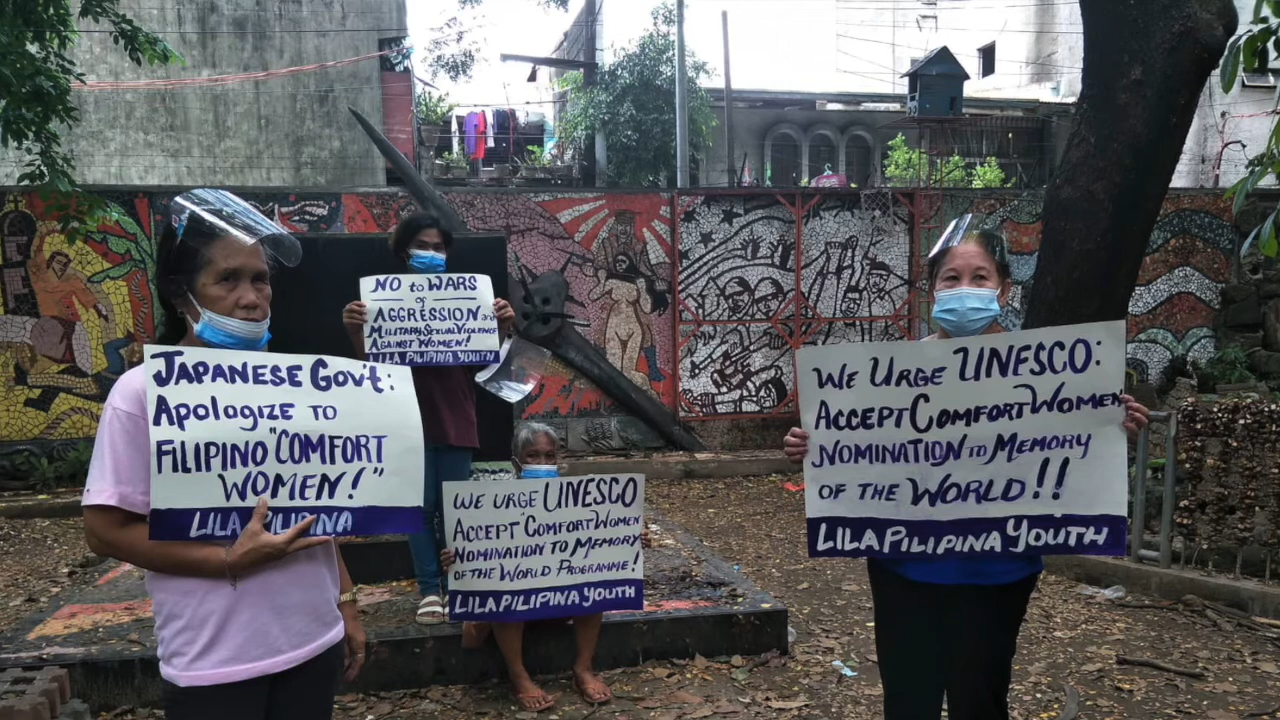 JAPANESE GOV'T:
APOLOGIZE TO
FILIPINO "COMFORT
WOMEN!"
LILA PILIPINA
NO TO WARS
OF
AGGRESSION and
MILITARY SEXUAL VIOLENCE
AGAINST WOMEN!
LILA PILIPINA YOUTH
WE URGE UNESCO
ACCEPT "COMFORT WOMEN
NOMINATION TO MEMORY
OF THE WORLD PROGRAMME!
LILA PILIPINA YOUTH
WE URGE UNESCO:
ACCEPT COMFORT WOMEN
NOMINATION TO MEMORY
OF THE WORLD!!
LILA PILIPINA YOUTH